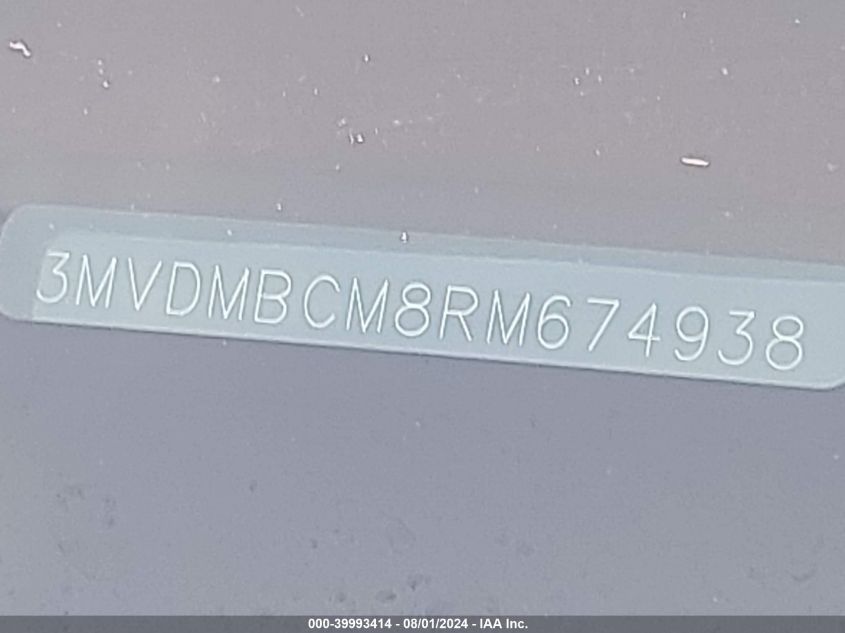 3MVDMBCM8RM674938
000-39993414 - 08/01/2024 - IAA Inc.